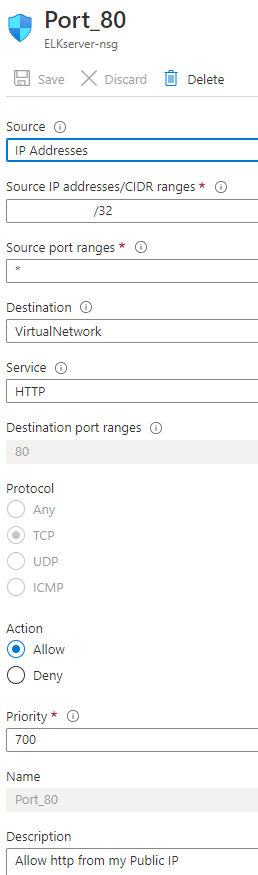 Port_80
ELKserver-nsg
Save Discard Delete
Source
IP Addresses
Source IP addresses/CIDR ranges *
/32
Source port ranges *
*
Destination
VirtualNetwork
Service
HTTP
Destination port ranges
80
Protocol
Any
TCP
UDP
ICMP
Action
Allow
Deny
Priority *
700
Name
Port_80
Description
Allow http from my Public IP